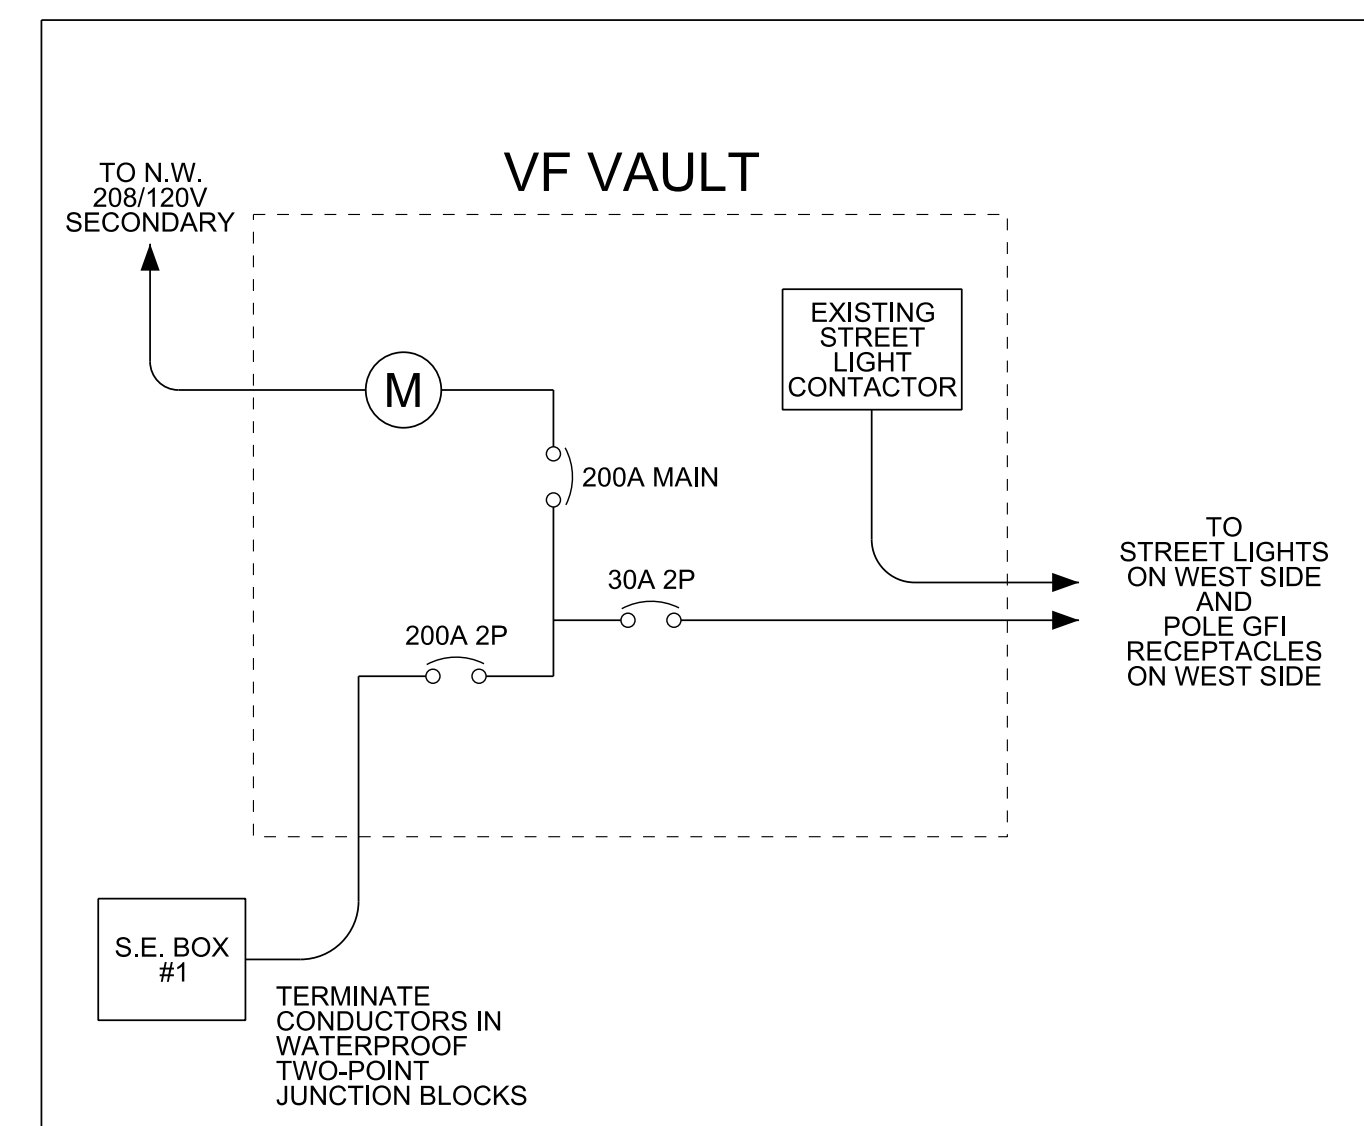 VF VAULT
TO N.W.
208/120V
SECONDARY
EXISTING
STREET
LIGHT
CONTACTOR
M
200A MAIN
30A 2P
200A 2P
TO
STREET LIGHTS
ON WEST SIDE
AND
POLE GFI
RECEPTACLES
ON WEST SIDE
S.E. BOX
#1
TERMINATE
CONDUCTORS IN
WATERPROOF
TWO-POINT
JUNCTION BLOCKS